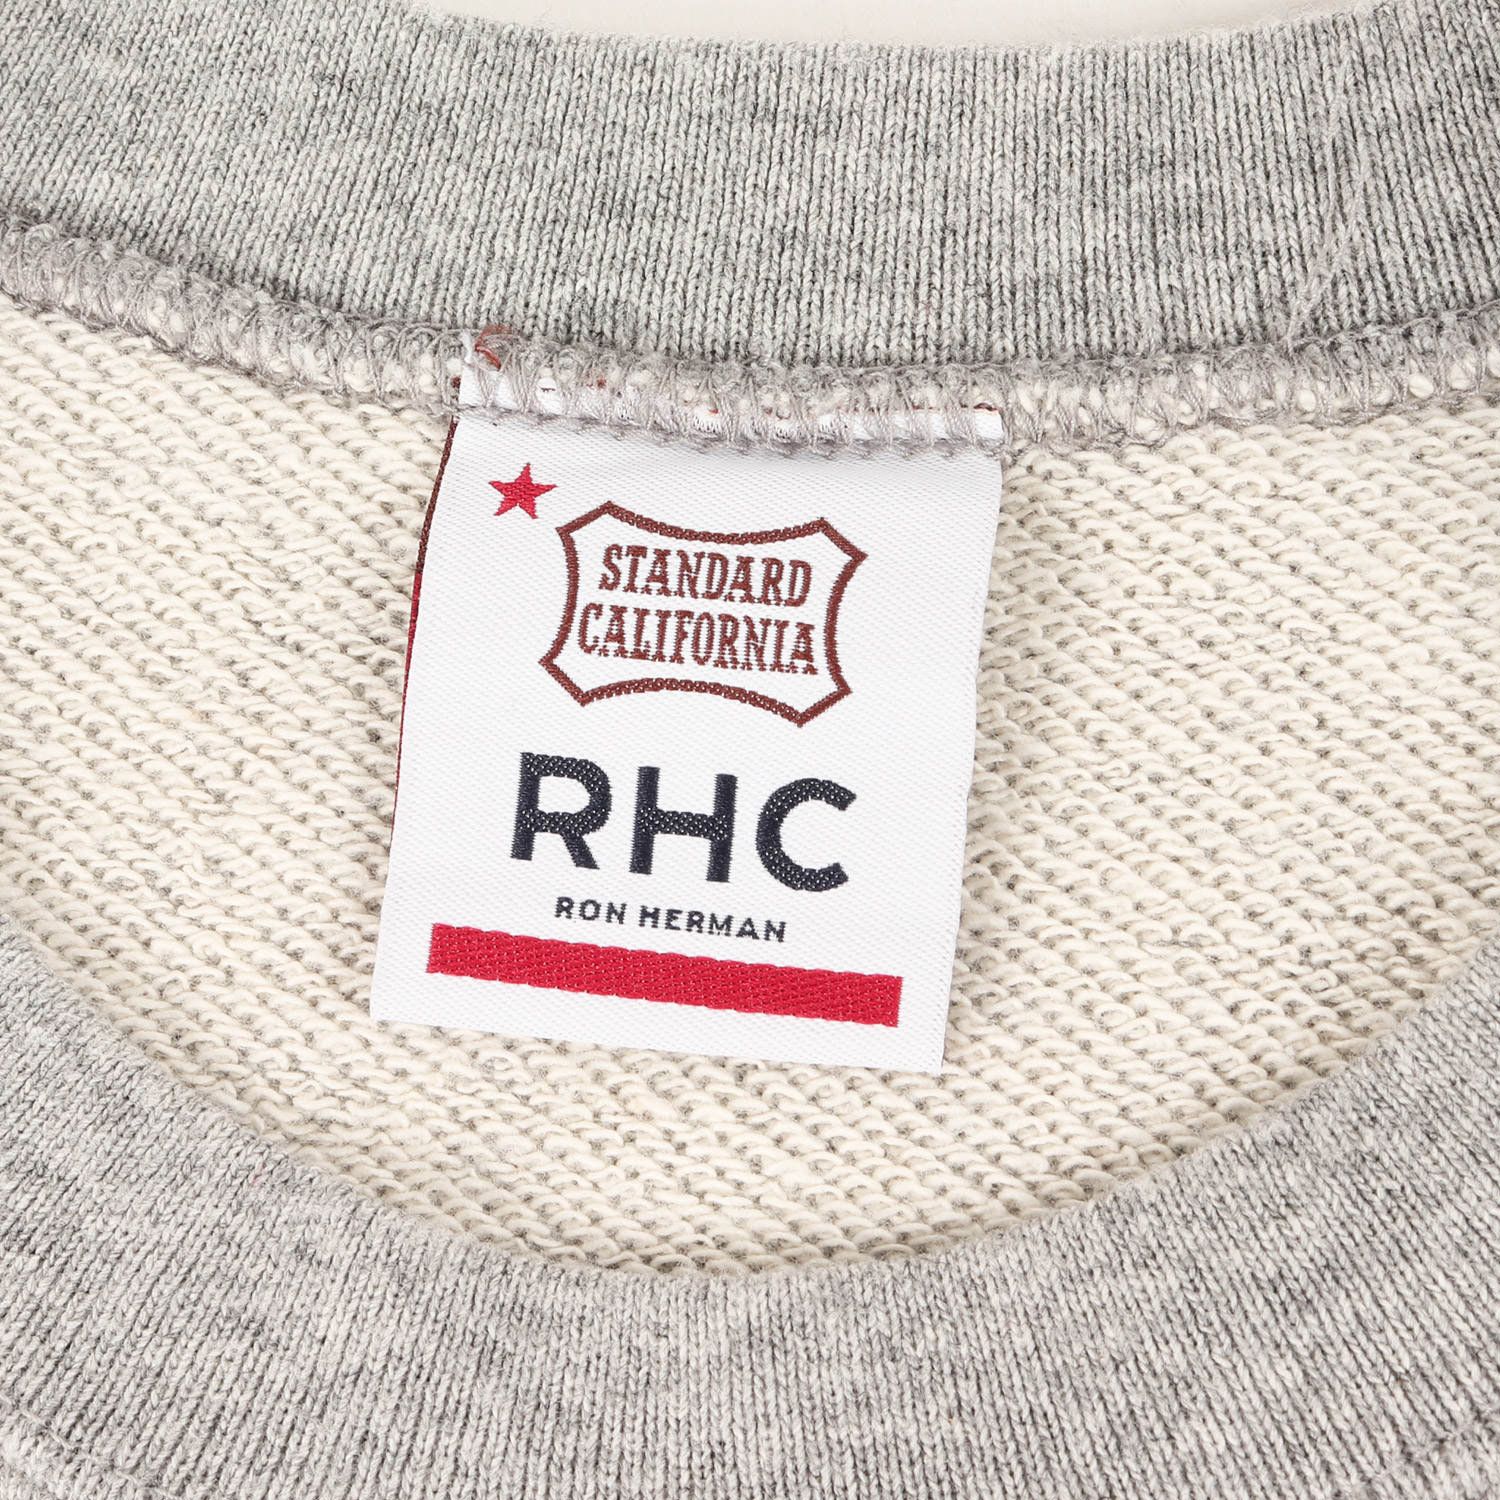 STANDARD
CALIFORNIA
RHC
RON HERMAN